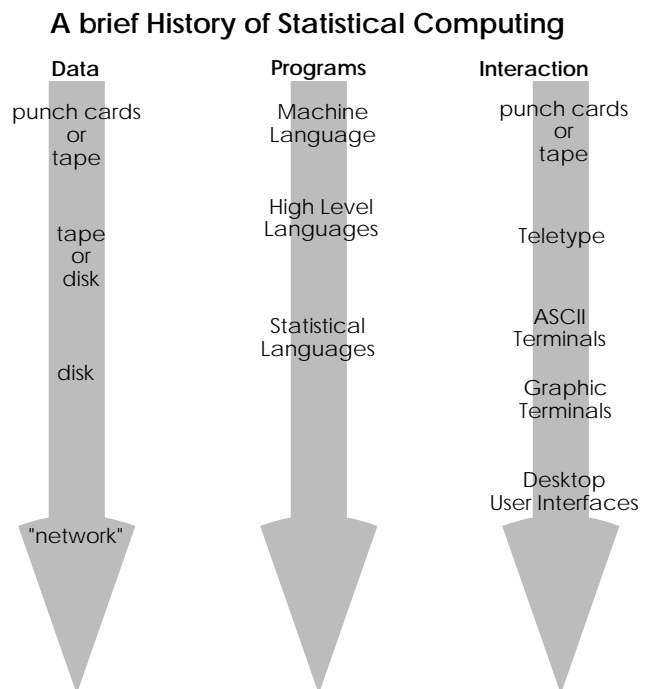 A brief History of Statistical Computing
Data
punch cards
or
tape
tape
or
disk
disk
"network"
Programs
Machine
Language
High Level
Languages
Statistical
Languages
Interaction
punch cards
or
tape
Teletype
ASCII
Terminals
Graphic
Terminals
Desktop
User Interfaces